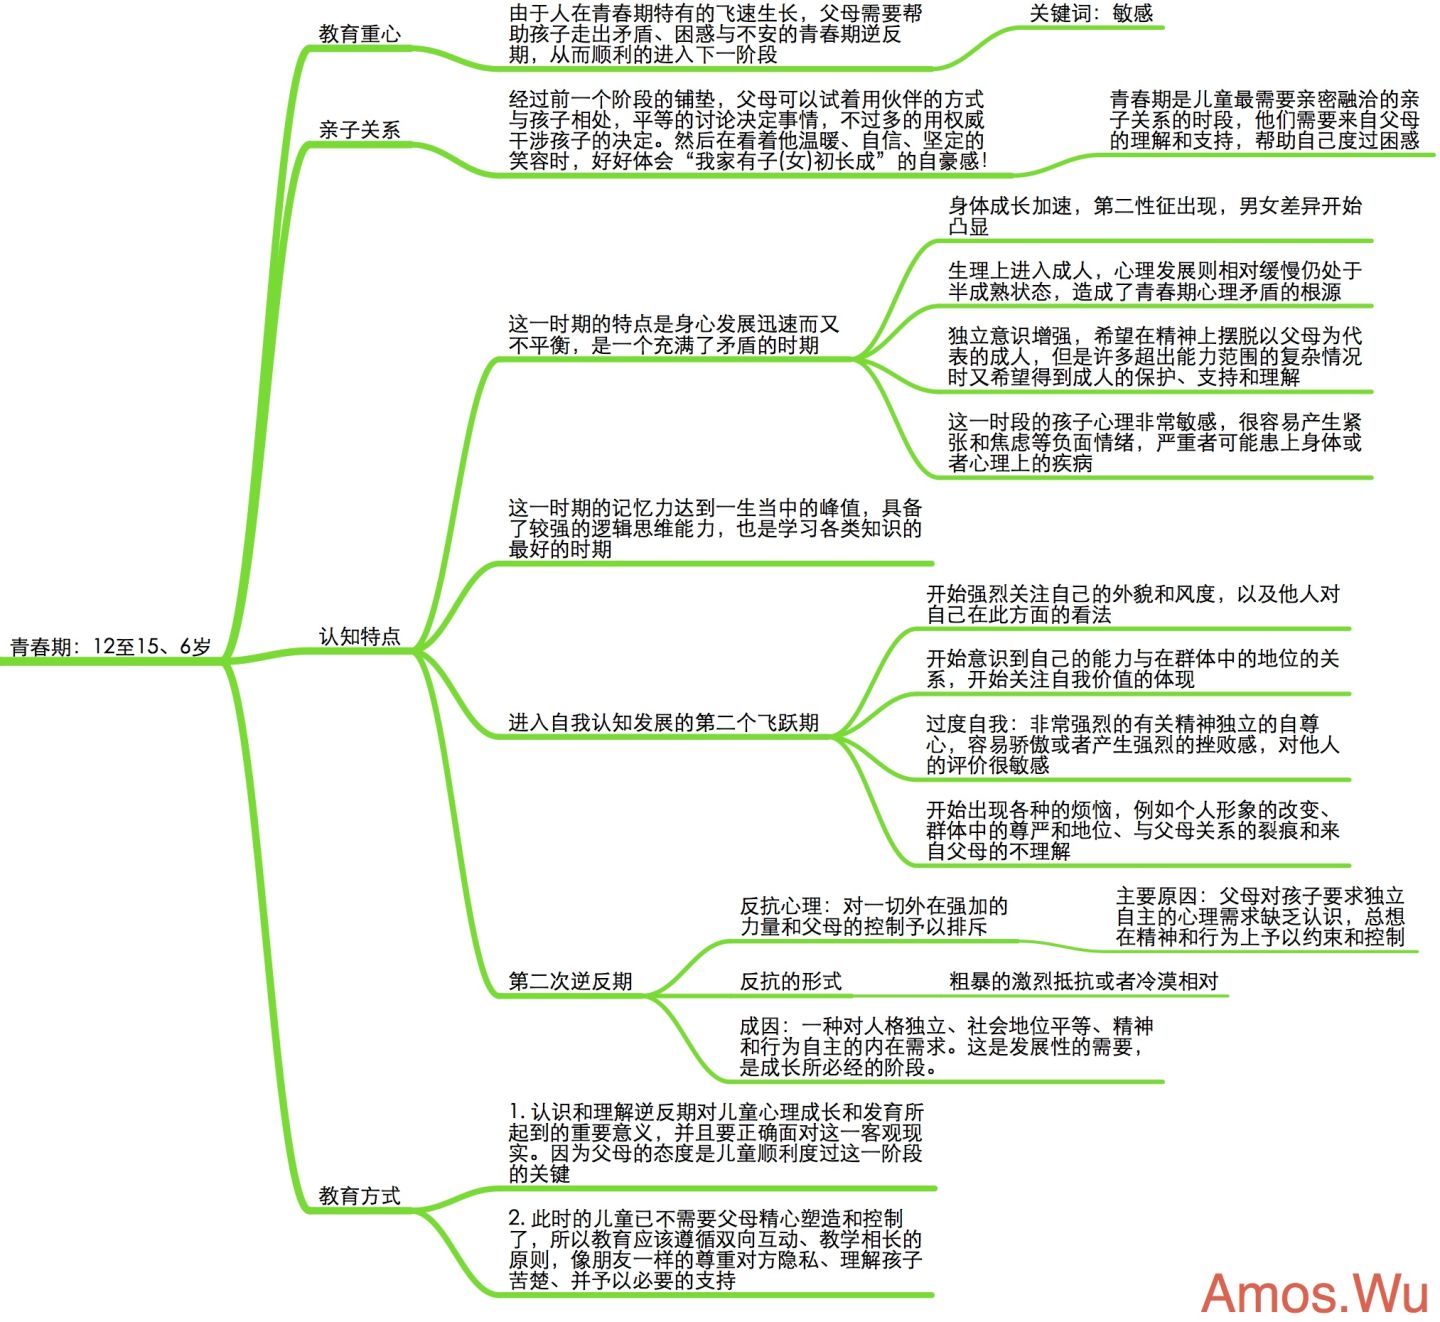 青春期：12至15、6岁
教育重心
由于人在青春期特有的飞速生长，父母需要帮
助孩子走出矛盾、困惑与不安的青春期逆反
期，从而顺利的进入下一阶段
关键词：敏感
亲子关系
经过前一个阶段的铺垫，父母可以试着用伙伴的方式
与孩子相处，平等的讨论决定事情，不过多的用权威
干涉孩子的决定。然后在看着他温暖、自信、坚定的
笑容时，好好体会“我家有子(女)初长成”的自豪感！
青春期是儿童最需要亲密融洽的亲
子关系的时段，他们需要来自父母
的理解和支持，帮助自己度过困惑
认知特点
这一时期的特点是身心发展迅速而又
不平衡，是一个充满了矛盾的时期
身体成长加速，第二性征出现，男女差异开始
凸显
生理上进入成人，心理发展则相对缓慢仍处于
半成熟状态，造成了青春期心理矛盾的根源
独立意识增强，希望在精神上摆脱以父母为代
表的成人，但是许多超出能力范围的复杂情况
时又希望得到成人的保护、支持和理解
这一时段的孩子心理非常敏感，很容易产生紧
张和焦虑等负面情绪，严重者可能患上身体或
者心理上的疾病
这一时期的记忆力达到一生当中的峰值，具备
了较强的逻辑思维能力，也是学习各类知识的
最好的时期
进入自我认知发展的第二个飞跃期
开始强烈关注自己的外貌和风度，以及他人对
自己在此方面的看法
开始意识到自己的能力与在群体中的地位的关
系，开始关注自我价值的体现
过度自我：非常强烈的有关精神独立的自尊
心，容易骄傲或者产生强烈的挫败感，对他人
的评价很敏感
开始出现各种的烦恼，例如个人形象的改变、
群体中的尊严和地位、与父母关系的裂痕和来
自父母的不理解
第二次逆反期
反抗心理：对一切外在强加的
力量和父母的控制予以排斥
主要原因：父母对孩子要求独立
自主的心理需求缺乏认识，总想
在精神和行为上予以约束和控制
反抗的形式
粗暴的激烈抵抗或者冷漠相对
成因：一种对人格独立、社会地位平等、精神
和行为自主的内在需求。这是发展性的需要，
是成长所必经的阶段。
教育方式
1. 认识和理解逆反期对儿童心理成长和发育所
起到的重要意义，并且要正确面对这一客观现
实。因为父母的态度是儿童顺利度过这一阶段
的关键
2. 此时的儿童已不需要父母精心塑造和控制
了，所以教育应该遵循双向互动、教学相长的
原则，像朋友一样的尊重对方隐私、理解孩子
苦楚、并予以必要的支持
Amos.Wu